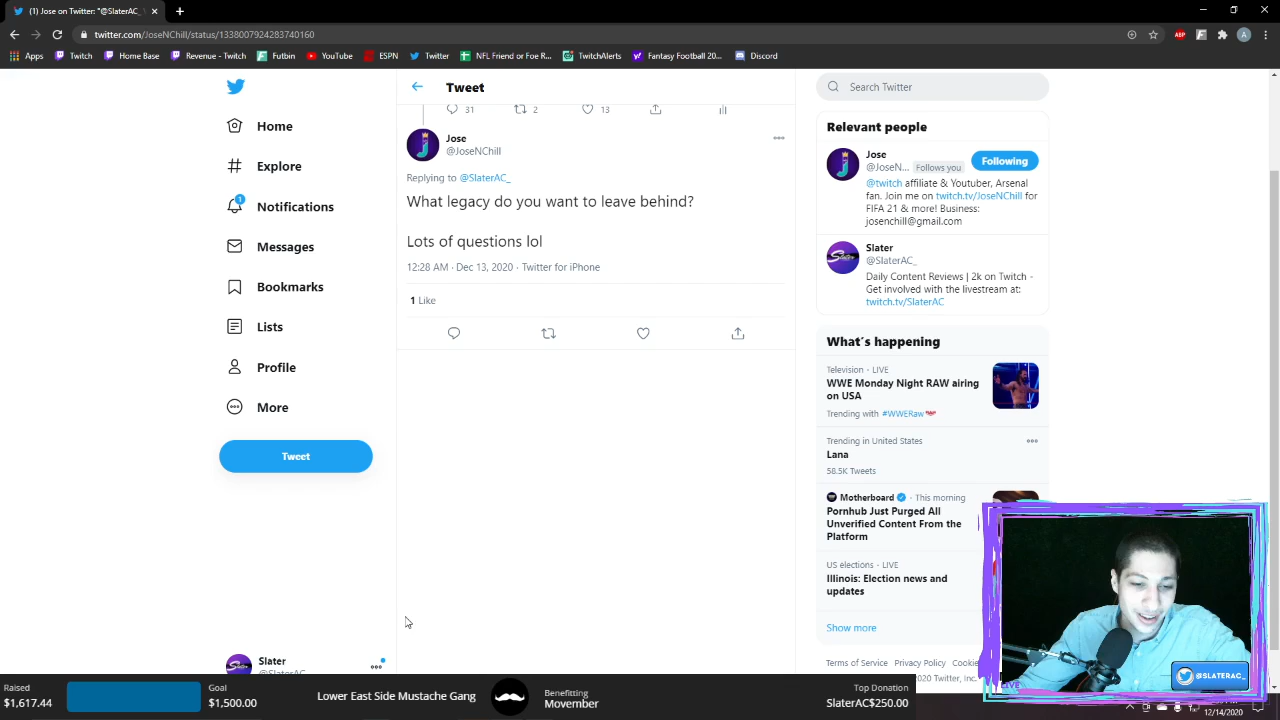 (1) Jose on Twitter: "@SlaterAC_
twitter.com/JoseNChill/status/1338007924283740160
Apps
Twitch
Home Base
Revenue - Twitch
Futbin
YouTube
ESPN
Twitter
NFL Friend or Foe R...
TwitchAlerts
Fantasy Football 20...
Discord
Home
Explore
Notifications
Messages
Bookmarks
Lists
Profile
More
Tweet
Slater
@SlaterAC_
Tweet
31
2
13
Jose
@JoseNChill
Replying to @SlaterAC_
What legacy do you want to leave behind?
Lots of questions lol
12:28 AM · Dec 13, 2020 · Twitter for iPhone
1 Like
Search Twitter
Relevant people
Jose
@JoseN... Follows you
Following
@twitch affiliate & Youtuber, Arsenal
fan. Join me on twitch.tv/JoseNChill for
FIFA 21 & more! Business:
josenchill@gmail.com
Slater
@SlaterAC_
Daily Content Reviews | 2k on Twitch -
Get involved with the livestream at:
twitch.tv/SlaterAC
What's happening
Television · LIVE
WWE Monday Night RAW airing
on USA
Trending with #WWERaw
Trending in United States
Lana
58.5K Tweets
Motherboard · This morning
Pornhub Just Purged All
Unverified Content From the
Platform
US elections · LIVE
Illinois: Election news and
updates
Show more
Terms of Service Privacy Policy Cookie
2020 Twitter, Inc.
@SLATERAC_
LIVE
Raised
$1,617.44
Goal
$1,500.00
Lower East Side Mustache Gang
Benefitting
Movember
Top Donation
SlaterAC$250.00
12/14/2020